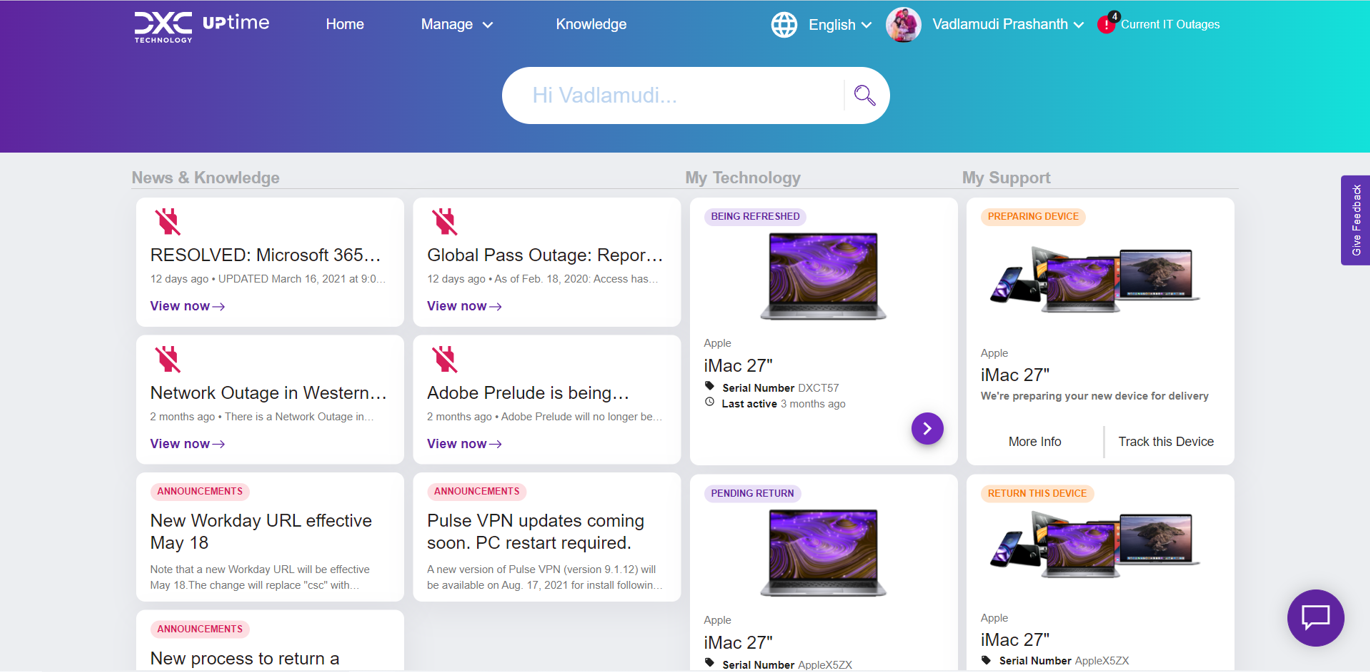 DXC TECHNOLOGY UPtime
Home
Manage
Knowledge
English
Vadlamudi Prashanth
! 4 Current IT Outages
Hi Vadlamudi...
Give Feedback
News & Knowledge
RESOLVED: Microsoft 365...
12 days ago • UPDATED March 16, 2021 at 9:0...
View now
Global Pass Outage: Repor...
12 days ago • As of Feb. 18, 2020: Access has...
View now
Network Outage in Western...
2 months ago • There is a Network Outage in...
View now
Adobe Prelude is being...
2 months ago • Adobe Prelude will no longer be...
View now
ANNOUNCEMENTS
New Workday URL effective
May 18
Note that a new Workday URL will be effective
May 18.The change will replace "csc" with...
ANNOUNCEMENTS
Pulse VPN updates coming
soon. PC restart required.
A new version of Pulse VPN (version 9.1.12) will
be available on Aug. 17, 2021 for install followin...
ANNOUNCEMENTS
New process to return a
My Technology
BEING REFRESHED
Apple
iMac 27"
Serial Number DXCT57
Last active 3 months ago
PENDING RETURN
Apple
iMac 27"
Serial Number AppleX5ZX
My Support
PREPARING DEVICE
Apple
iMac 27"
We're preparing your new device for delivery
More Info
Track this Device
RETURN THIS DEVICE
Apple
iMac 27"
Serial Number AppleX5ZX